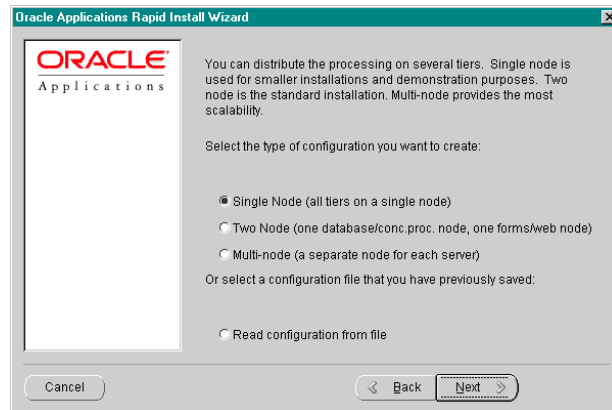 Oracle Applications Rapid Install Wizard
ORACLE
Applications
You can distribute the processing on several tiers. Single node is
used for smaller installations and demonstration purposes. Two
node is the standard installation. Multi-node provides the most
scalability.
Select the type of configuration you want to create:
Single Node (all tiers on a single node)
Two Node (one database/conc.proc. node, one forms/web node)
Multi-node (a separate node for each server)
Or select a configuration file that you have previously saved:
Read configuration from file
Cancel
Back
Next